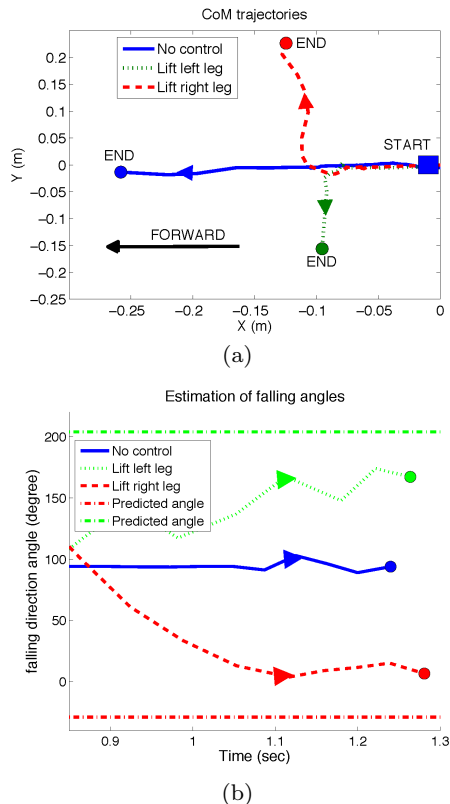 CoM trajectories
No control
Lift left leg
Lift right leg
END
START
END
END
FORWARD
Y (m)
0.2
0.15
0.1
0.05
0
−0.05
−0.1
−0.15
−0.2
−0.25
−0.25 −0.2 −0.15 −0.1 −0.05 0
X (m)
(a)
Estimation of falling angles
No control
Lift left leg
Lift right leg
Predicted angle
Predicted angle
falling direction angle (degree)
200
150
100
50
0
0.9 1 1.1 1.2 1.3
Time (sec)
(b)